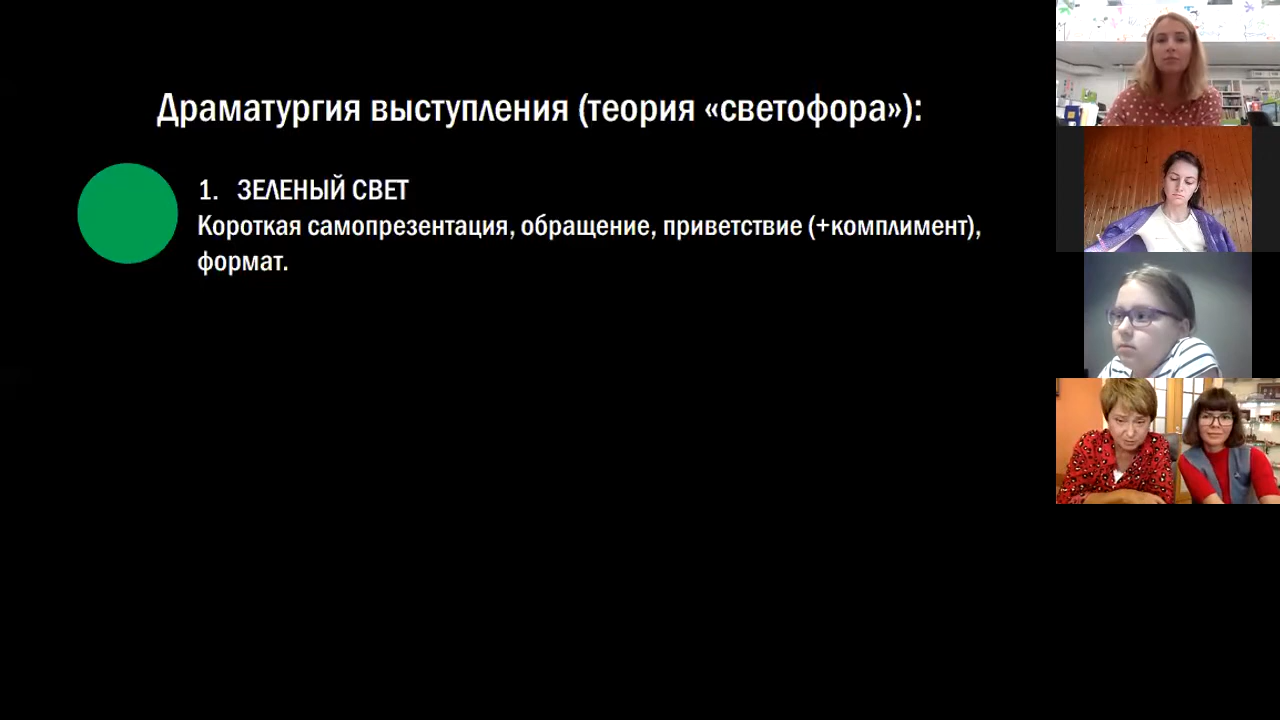 Драматургия выступления (теория «светофора»):
1. ЗЕЛЕНЫЙ СВЕТ
Короткая самопрезентация, обращение, приветствие (+комплимент),
формат.